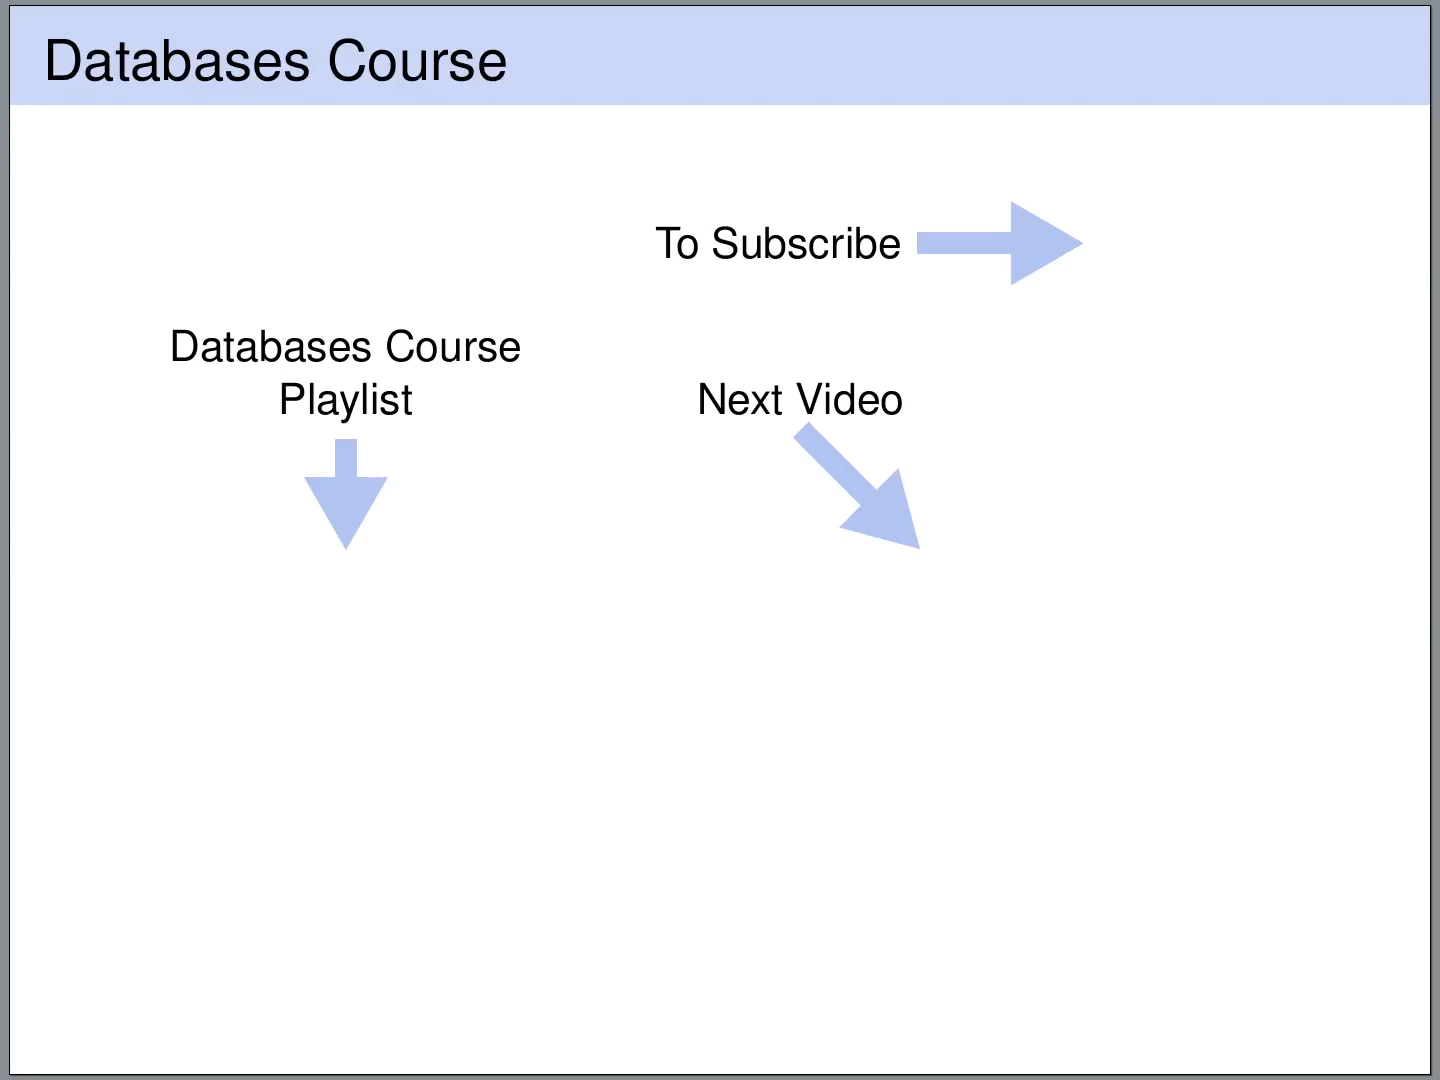 Databases Course
To Subscribe
Databases Course
Playlist
Next Video